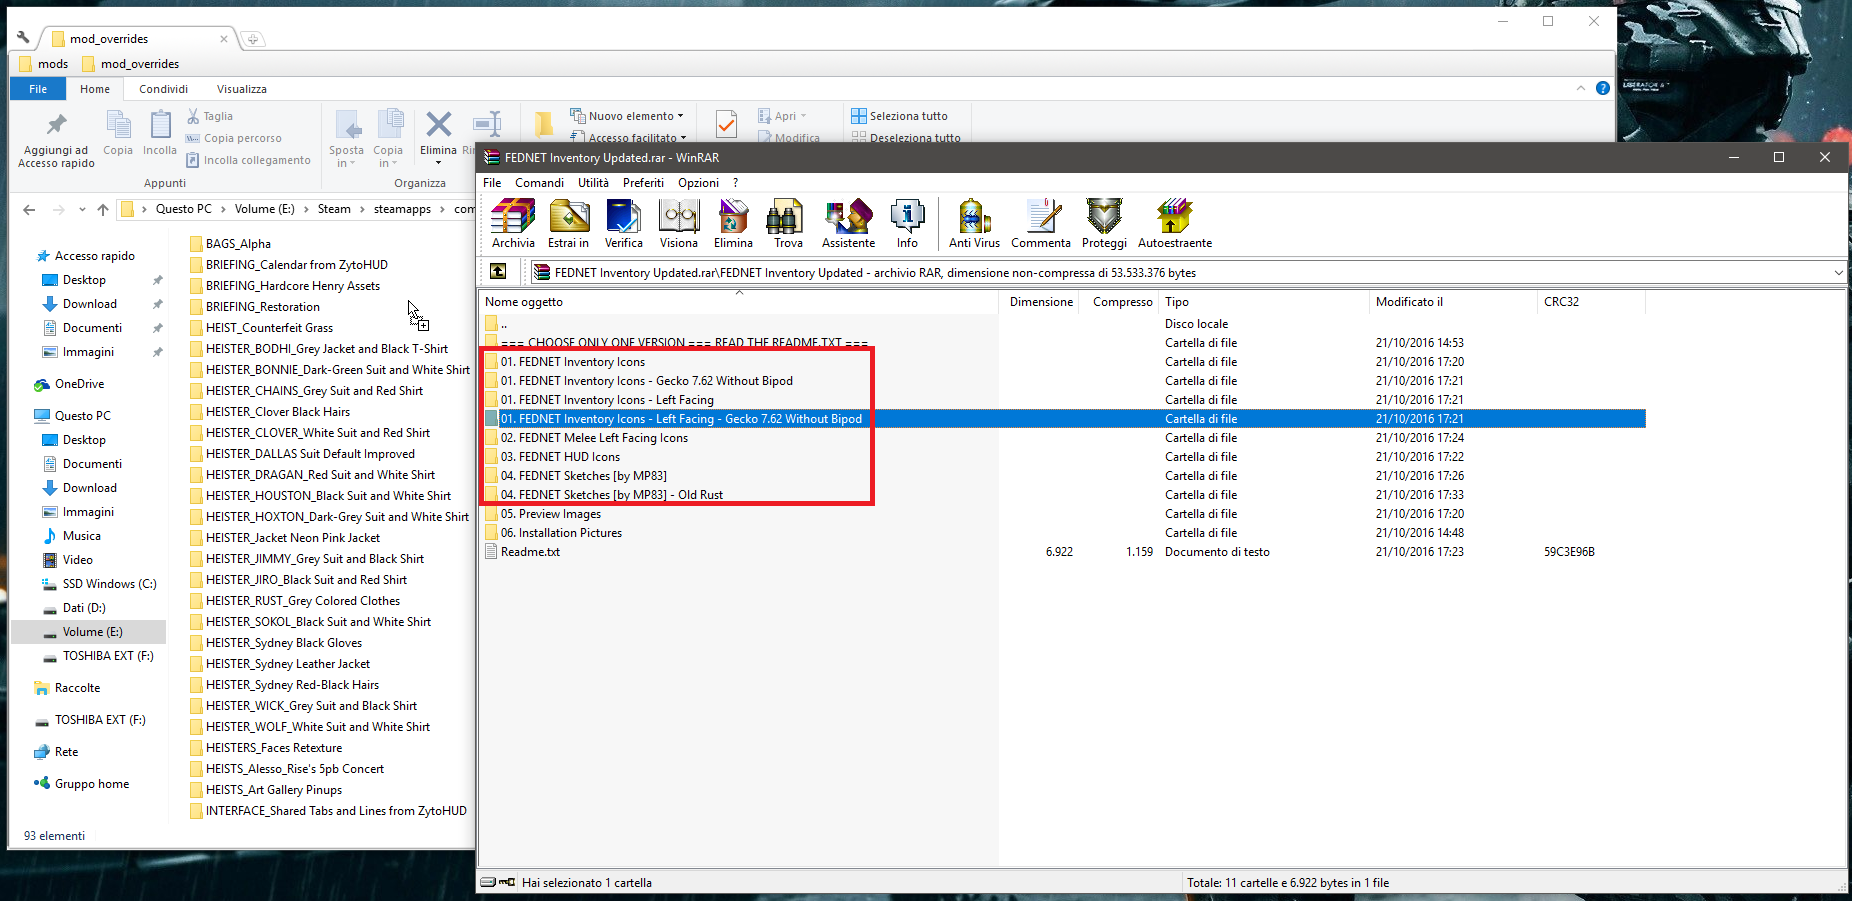 mod_overrides
mods mod_overrides
File Home Condividi Visualizza
Aggiungi ad Accesso rapido
Copia
Incolla
Taglia
Copia percorso
Incolla collegamento
Appunti
Sposta in
Copia in
Elimina
Organizza
Nuovo elemento
Accesso facilitato
Apri
Modifica
Seleziona tutto
Deseleziona tutto
Questo PC > Volume (E:) > Steam > steamapps > com
Accesso rapido
Desktop
Download
Documenti
Immagini
OneDrive
Questo PC
Desktop
Documenti
Download
Immagini
Musica
Video
SSD Windows (C:)
Dati (D:)
Volume (E:)
TOSHIBA EXT (F:)
Raccolte
TOSHIBA EXT (F:)
Rete
Gruppo home
93 elementi
BAGS_Alpha
BRIEFING_Calendar from ZytoHUD
BRIEFING_Hardcore Henry Assets
BRIEFING_Restoration
HEIST_Counterfeit Grass
HEISTER_BODHI_Grey Jacket and Black T-Shirt
HEISTER_BONNIE_Dark-Green Suit and White Shirt
HEISTER_CHAINS_Grey Suit and Red Shirt
HEISTER_Clover Black Hairs
HEISTER_CLOVER_White Suit and Red Shirt
HEISTER_DALLAS Suit Default Improved
HEISTER_DRAGAN_Red Suit and White Shirt
HEISTER_HOUSTON_Black Suit and White Shirt
HEISTER_HOXTON_Dark-Grey Suit and White Shirt
HEISTER_Jacket Neon Pink Jacket
HEISTER_JIMMY_Grey Suit and Black Shirt
HEISTER_JIRO_Black Suit and Red Shirt
HEISTER_RUST_Grey Colored Clothes
HEISTER_SOKOL_Black Suit and White Shirt
HEISTER_Sydney Black Gloves
HEISTER_Sydney Leather Jacket
HEISTER_Sydney Red-Black Hairs
HEISTER_WICK_Grey Suit and Black Shirt
HEISTER_WOLF_White Suit and White Shirt
HEISTERS_Faces Retexture
HEISTS_Alesso_Rise's 5pb Concert
HEISTS_Art Gallery Pinups
INTERFACE_Shared Tabs and Lines from ZytoHUD
FEDNET Inventory Updated.rar - WinRAR
File Comandi Utilità Preferiti Opzioni ?
Archivia Estrai in Verifica Visiona Elimina Trova Assistente Info Anti Virus Commenta Proteggi Autoestraente
FEDNET Inventory Updated.rar\FEDNET Inventory Updated - archivio RAR, dimensione non-compressa di 53.533.376 bytes
Nome oggetto Dimensione Compresso Tipo Modificato il CRC32
.. Disco locale
=== CHOOSE ONLY ONE VERSION === READ THE README.TXT === Cartella di file 21/10/2016 14:53
01. FEDNET Inventory Icons Cartella di file 21/10/2016 17:20
01. FEDNET Inventory Icons - Gecko 7.62 Without Bipod Cartella di file 21/10/2016 17:21
01. FEDNET Inventory Icons - Left Facing Cartella di file 21/10/2016 17:21
01. FEDNET Inventory Icons - Left Facing - Gecko 7.62 Without Bipod Cartella di file 21/10/2016 17:21
02. FEDNET Melee Left Facing Icons Cartella di file 21/10/2016 17:24
03. FEDNET HUD Icons Cartella di file 21/10/2016 17:22
04. FEDNET Sketches [by MP83] Cartella di file 21/10/2016 17:26
04. FEDNET Sketches [by MP83] - Old Rust Cartella di file 21/10/2016 17:33
05. Preview Images Cartella di file 21/10/2016 17:20
06. Installation Pictures Cartella di file 21/10/2016 14:48
Readme.txt 6.922 1.159 Documento di testo 21/10/2016 17:23 59C3E96B
Hai selezionato 1 cartella
Totale: 11 cartelle e 6.922 bytes in 1 file